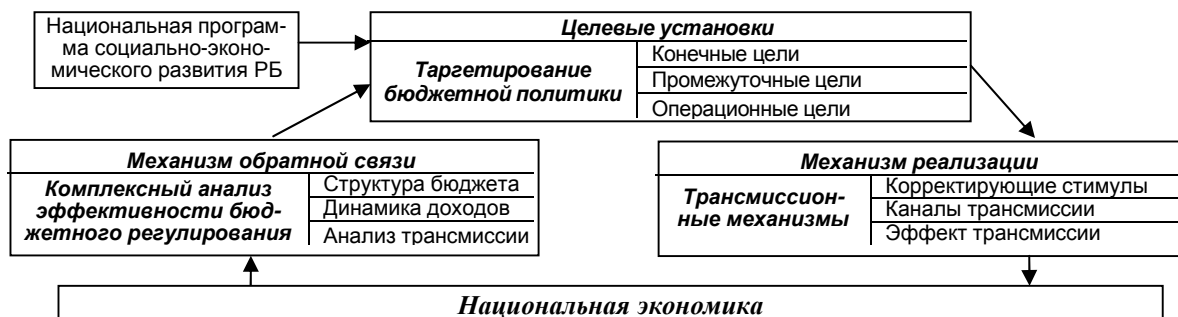 Национальная програм-
ма социально-эконо-
мического развития РБ
Целевые установки
Таргетирование
бюджетной политики
Конечные цели
Промежуточные цели
Операционные цели
Механизм обратной связи
Комплексный анализ
эффективности бюд-
жетного регулирования
Структура бюджета
Динамика доходов
Анализ трансмиссии
Механизм реализации
Трансмиссион-
ные механизмы
Корректирующие стимулы
Каналы трансмиссии
Эффект трансмиссии
Национальная экономика